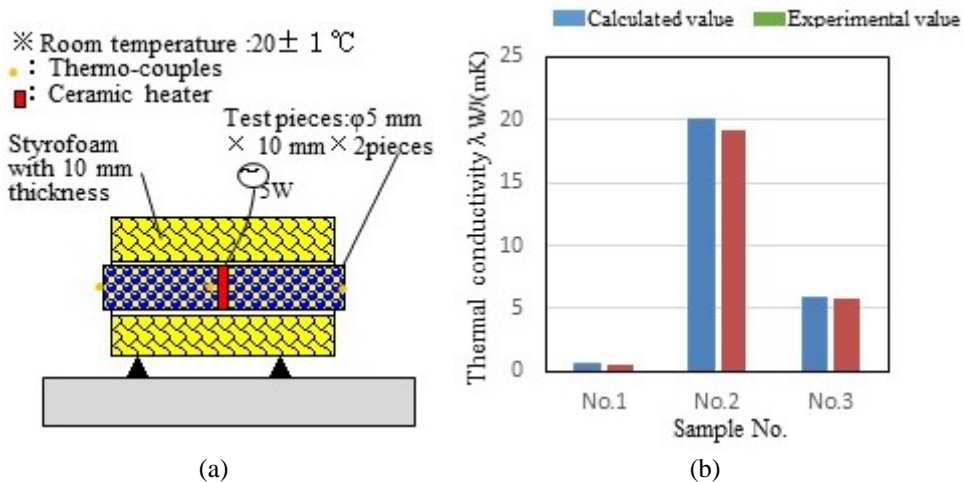 ※ Room temperature :20± 1 ℃
: Thermo-couples
: Ceramic heater
Test pieces:φ5 mm
× 10 mm × 2pieces
Styrofoam
with 10 mm
thickness
5W
(a)
Calculated value Experimental value
Thermal conductivity λ W/(mK)
25
20
15
10
5
0
No.1 No.2 No.3
Sample No.
(b)